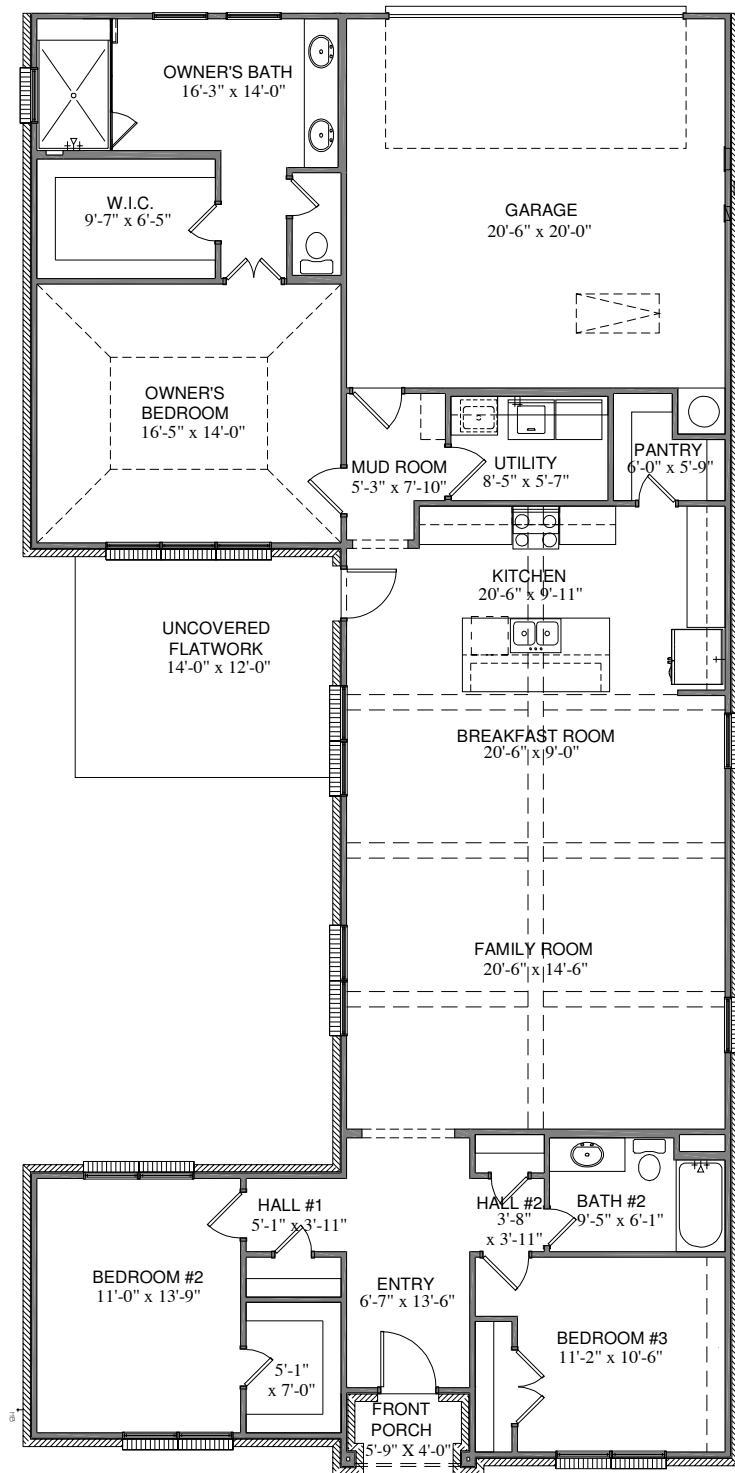 OWNER'S BATH
16'-3" x 14'-0"
W.I.C.
9'-7" x 6'-5"
GARAGE
20'-6" x 20'-0"
OWNER'S
BEDROOM
16'-5" x 14'-0"
MUD ROOM
5'-3" x 7'-10"
UTILITY
8'-5" x 5'-7"
PANTRY
6'-0" x 5'-9"
KITCHEN
20'-6" x 9'-11"
UNCOVERED
FLATWORK
14'-0" x 12'-0"
BREAKFAST ROOM
20'-6" x 9'-0"
FAMILY ROOM
20'-6" x 14'-6"
HALL #1
5'-1" x 3'-11"
HALL #2
3'-8"
x 3'-11"
BATH #2
9'-5" x 6'-1"
BEDROOM #2
11'-0" x 13'-9"
ENTRY
6'-7" x 13'-6"
BEDROOM #3
11'-2" x 10'-6"
5'-1"
x 7'-0"
FRONT
PORCH
5'-9" X 4'-0"